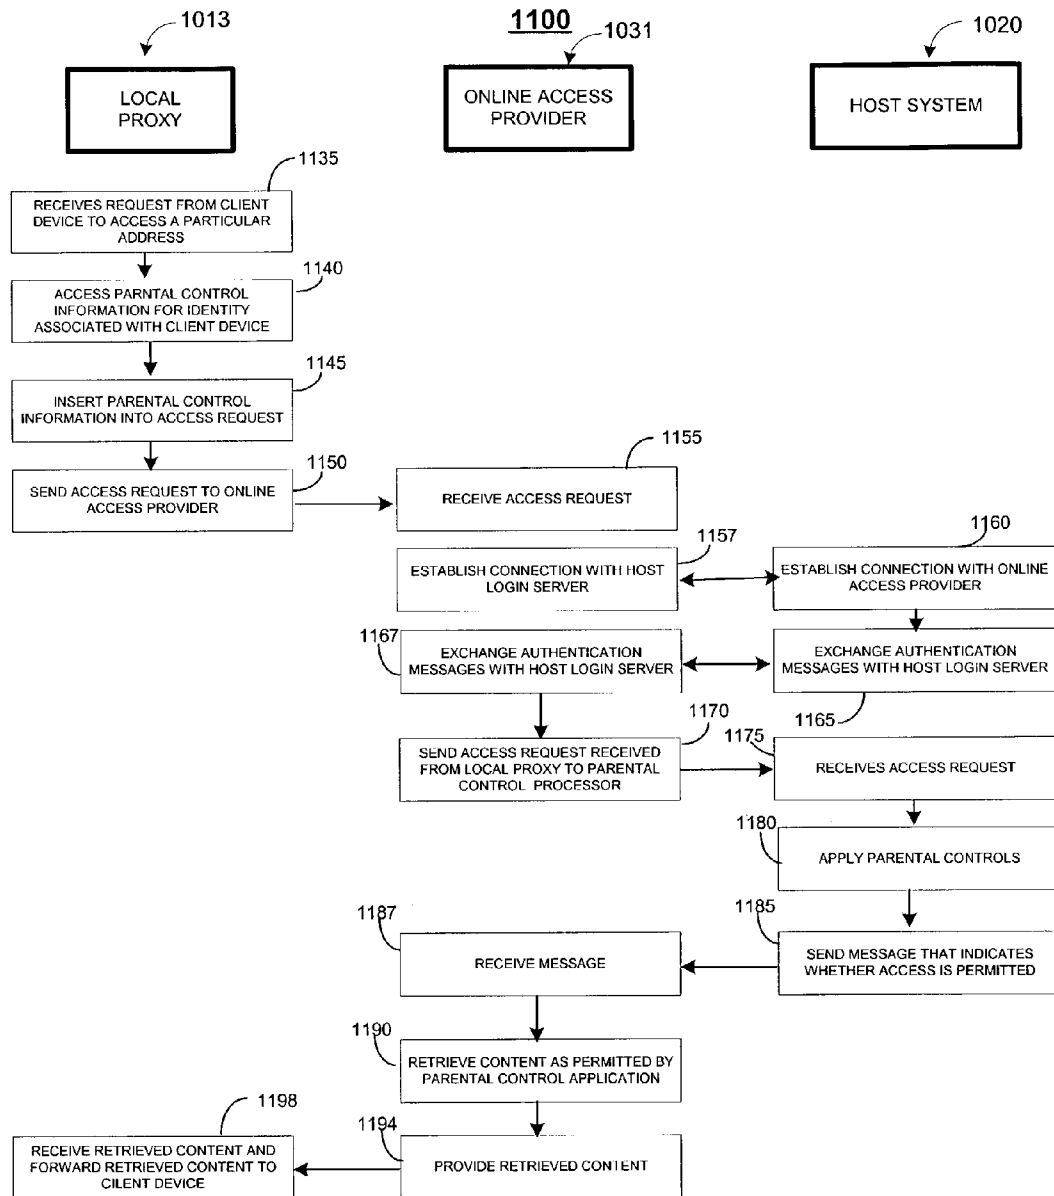 1100
1013
1031
1020
LOCAL
PROXY
ONLINE ACCESS
PROVIDER
HOST SYSTEM
1135
RECEIVES REQUEST FROM CLIENT
DEVICE TO ACCESS A PARTICULAR
ADDRESS
1140
ACCESS PARNTAL CONTROL
INFORMATION FOR IDENTITY
ASSOCIATED WITH CLIENT DEVICE
1145
INSERT PARENTAL CONTROL
INFORMATION INTO ACCESS REQUEST
1150
SEND ACCESS REQUEST TO ONLINE
ACCESS PROVIDER
1155
RECEIVE ACCESS REQUEST
1157
ESTABLISH CONNECTION WITH HOST
LOGIN SERVER
1160
ESTABLISH CONNECTION WITH ONLINE
ACCESS PROVIDER
1167
EXCHANGE AUTHENTICATION
MESSAGES WITH HOST LOGIN SERVER
EXCHANGE AUTHENTICATION
MESSAGES WITH HOST LOGIN SERVER
1165
1170
SEND ACCESS REQUEST RECEIVED
FROM LOCAL PROXY TO PARENTAL
CONTROL PROCESSOR
1175
RECEIVES ACCESS REQUEST
1180
APPLY PARENTAL CONTROLS
1185
SEND MESSAGE THAT INDICATES
WHETHER ACCESS IS PERMITTED
1187
RECEIVE MESSAGE
1190
RETRIEVE CONTENT AS PERMITTED BY
PARENTAL CONTROL APPLICATION
1194
PROVIDE RETRIEVED CONTENT
1198
RECEIVE RETRIEVED CONTENT AND
FORWARD RETRIEVED CONTENT TO
CILENT DEVICE